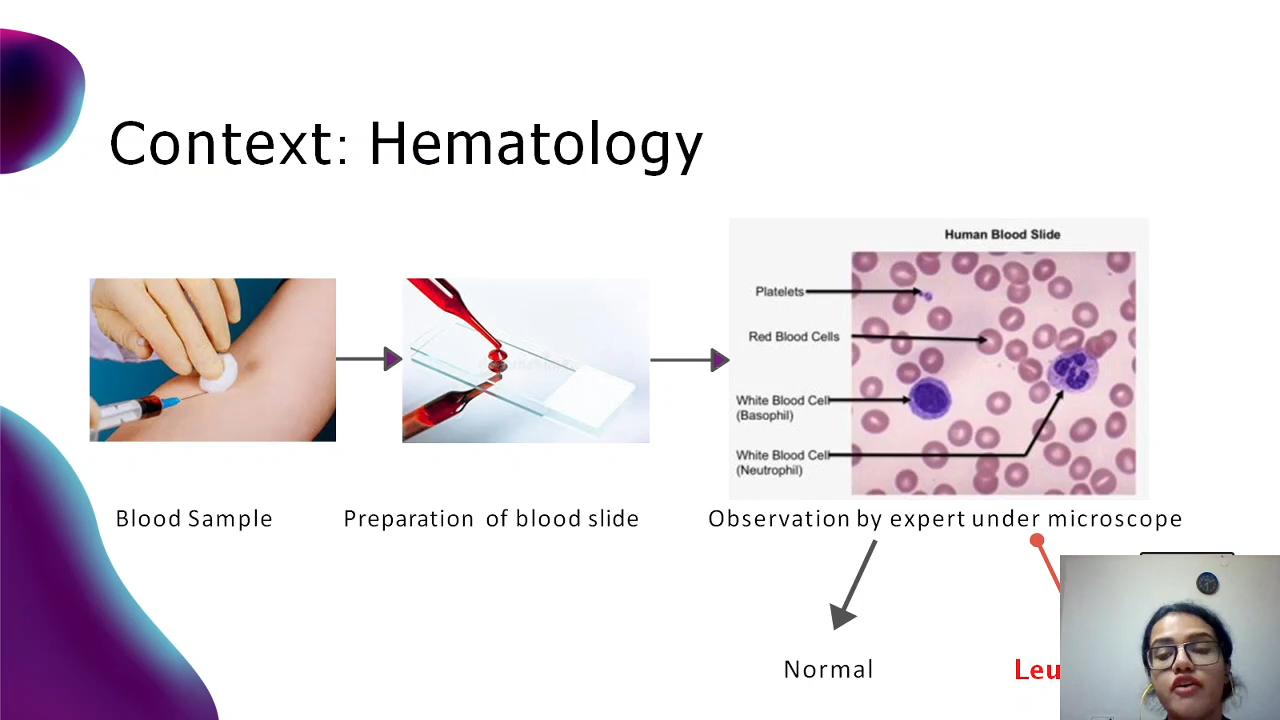 Context: Hematology
Human Blood Slide
Platelets
Red Blood Cells
White Blood Cell
(Basophil)
White Blood Cell
(Neutrophil)
Blood Sample
Preparation of blood slide
Observation by expert under microscope
Normal
Leu